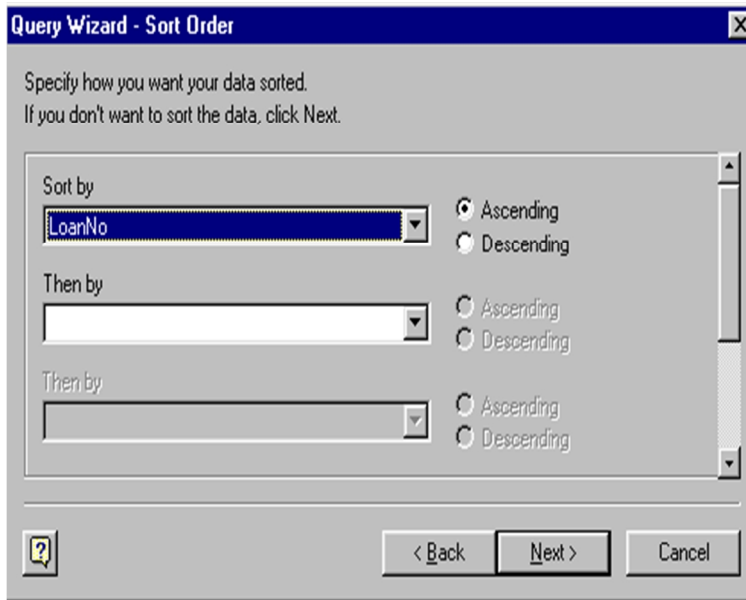 Query Wizard - Sort Order
Specify how you want your data sorted.
If you don't want to sort the data, click Next.
Sort by
LoanNo
Ascending
Descending
Then by
Ascending
Descending
Then by
Ascending
Descending
?
< Back
Next >
Cancel